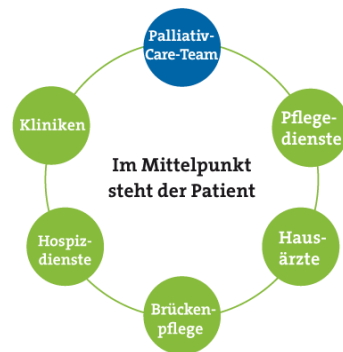 Palliativ-
Care-Team
Pflege-
dienste
Haus-
ärzte
Brücken-
pflege
Hospiz-
dienste
Kliniken
Im Mittelpunkt
steht der Patient